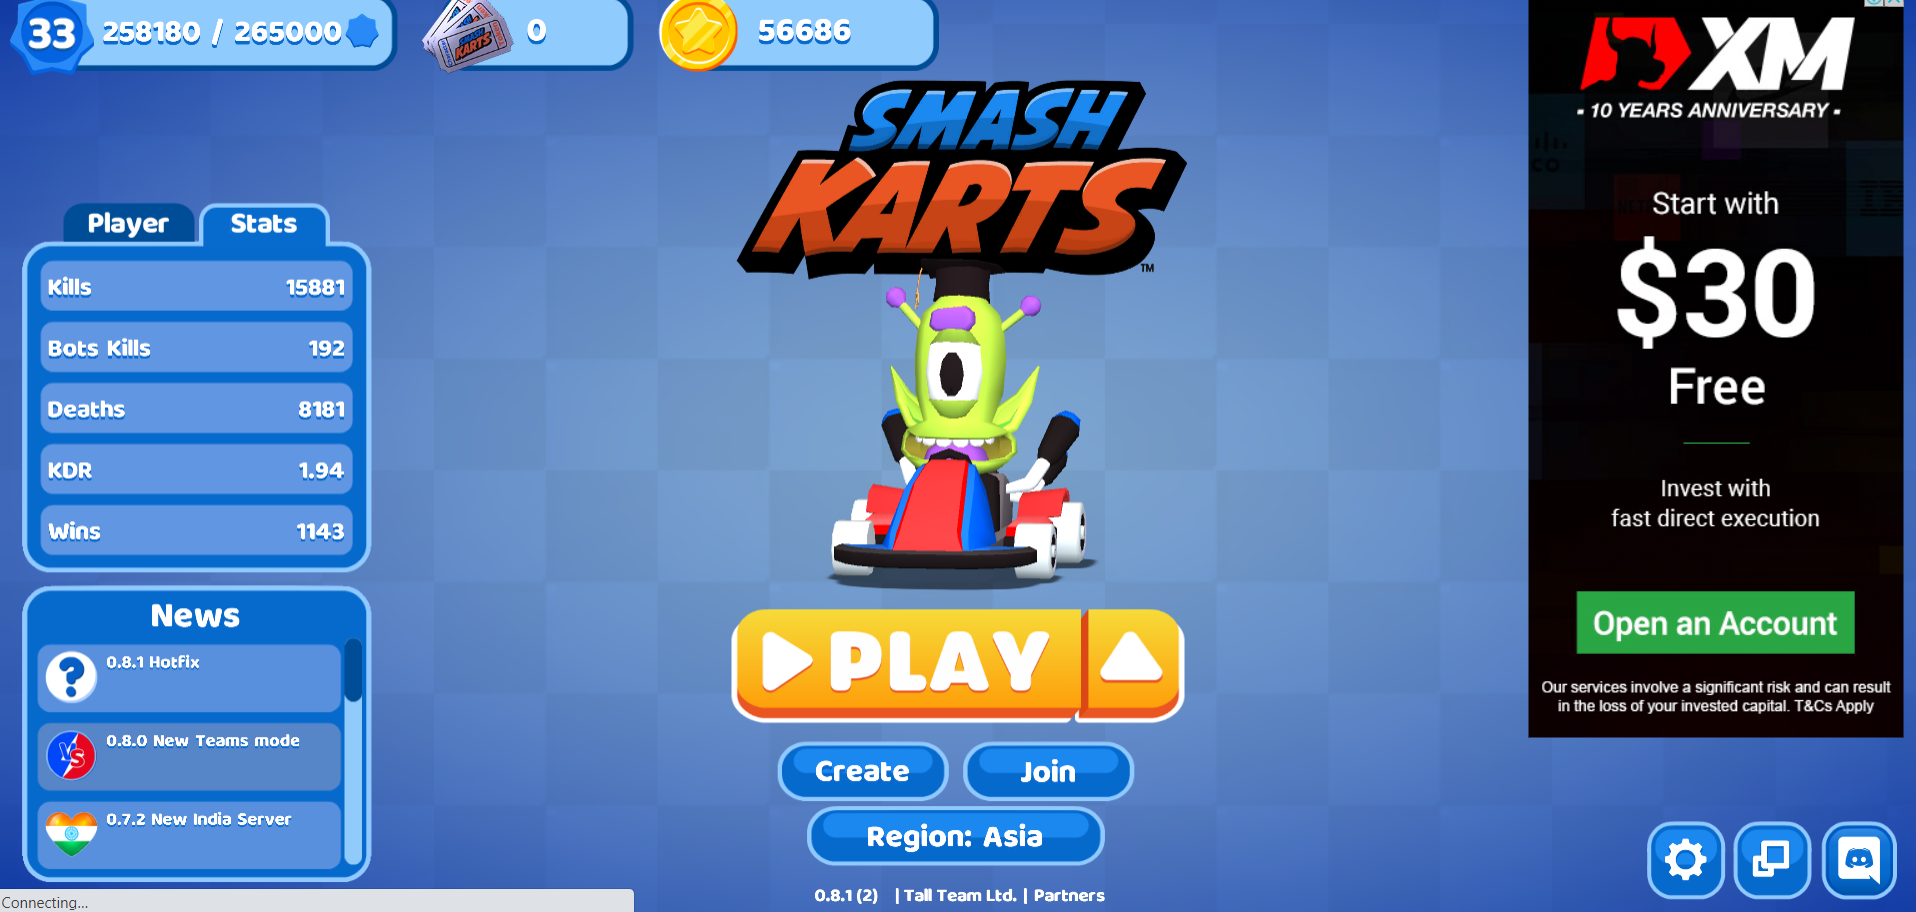 33 258180 / 265000
SMASH KARTS
0
56686
SMASH
KARTS
TM
Player Stats
Kills 15881
Bots Kills 192
Deaths 8181
KDR 1.94
Wins 1143
News
0.8.1 Hotfix
VS 0.8.0 New Teams mode
0.7.2 New India Server
PLAY
Create Join
Region: Asia
0.8.1 (2) | Tall Team Ltd. | Partners
Connecting...
XM
- 10 YEARS ANNIVERSARY -
Start with
$30
Free
Invest with
fast direct execution
Open an Account
Our services involve a significant risk and can result
in the loss of your invested capital. T&Cs Apply